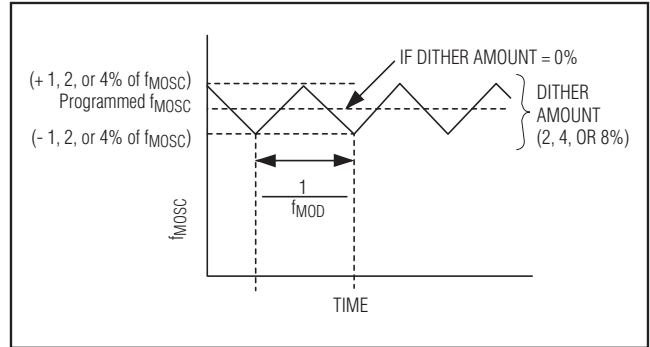 IF DITHER AMOUNT = 0%
(+ 1, 2, or 4% of fMOSC)
Programmed fMOSC
(- 1, 2, or 4% of fMOSC)
DITHER
AMOUNT
(2, 4, OR 8%)
1
fMOD
fMOSC
TIME